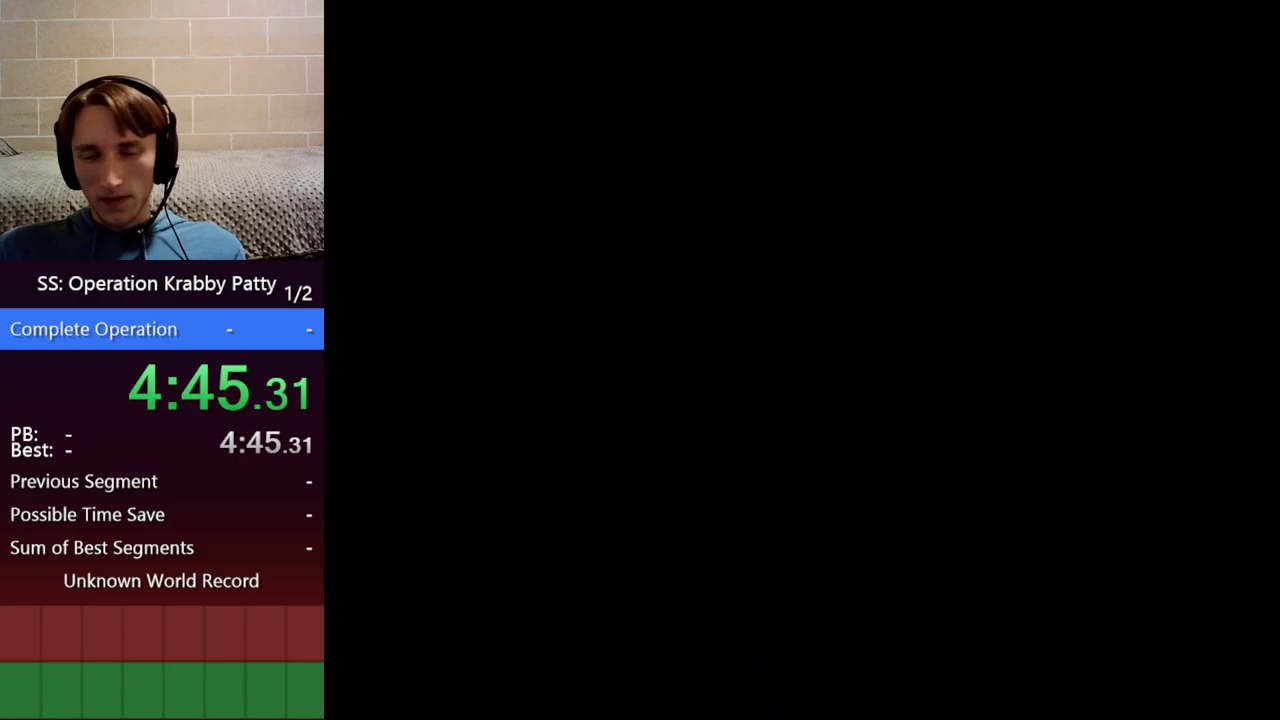 SS: Operation Krabby Patty 1/2
Complete Operation - -
4:45.31
PB: -
Best: - 4:45.31
Previous Segment -
Possible Time Save -
Sum of Best Segments -
Unknown World Record